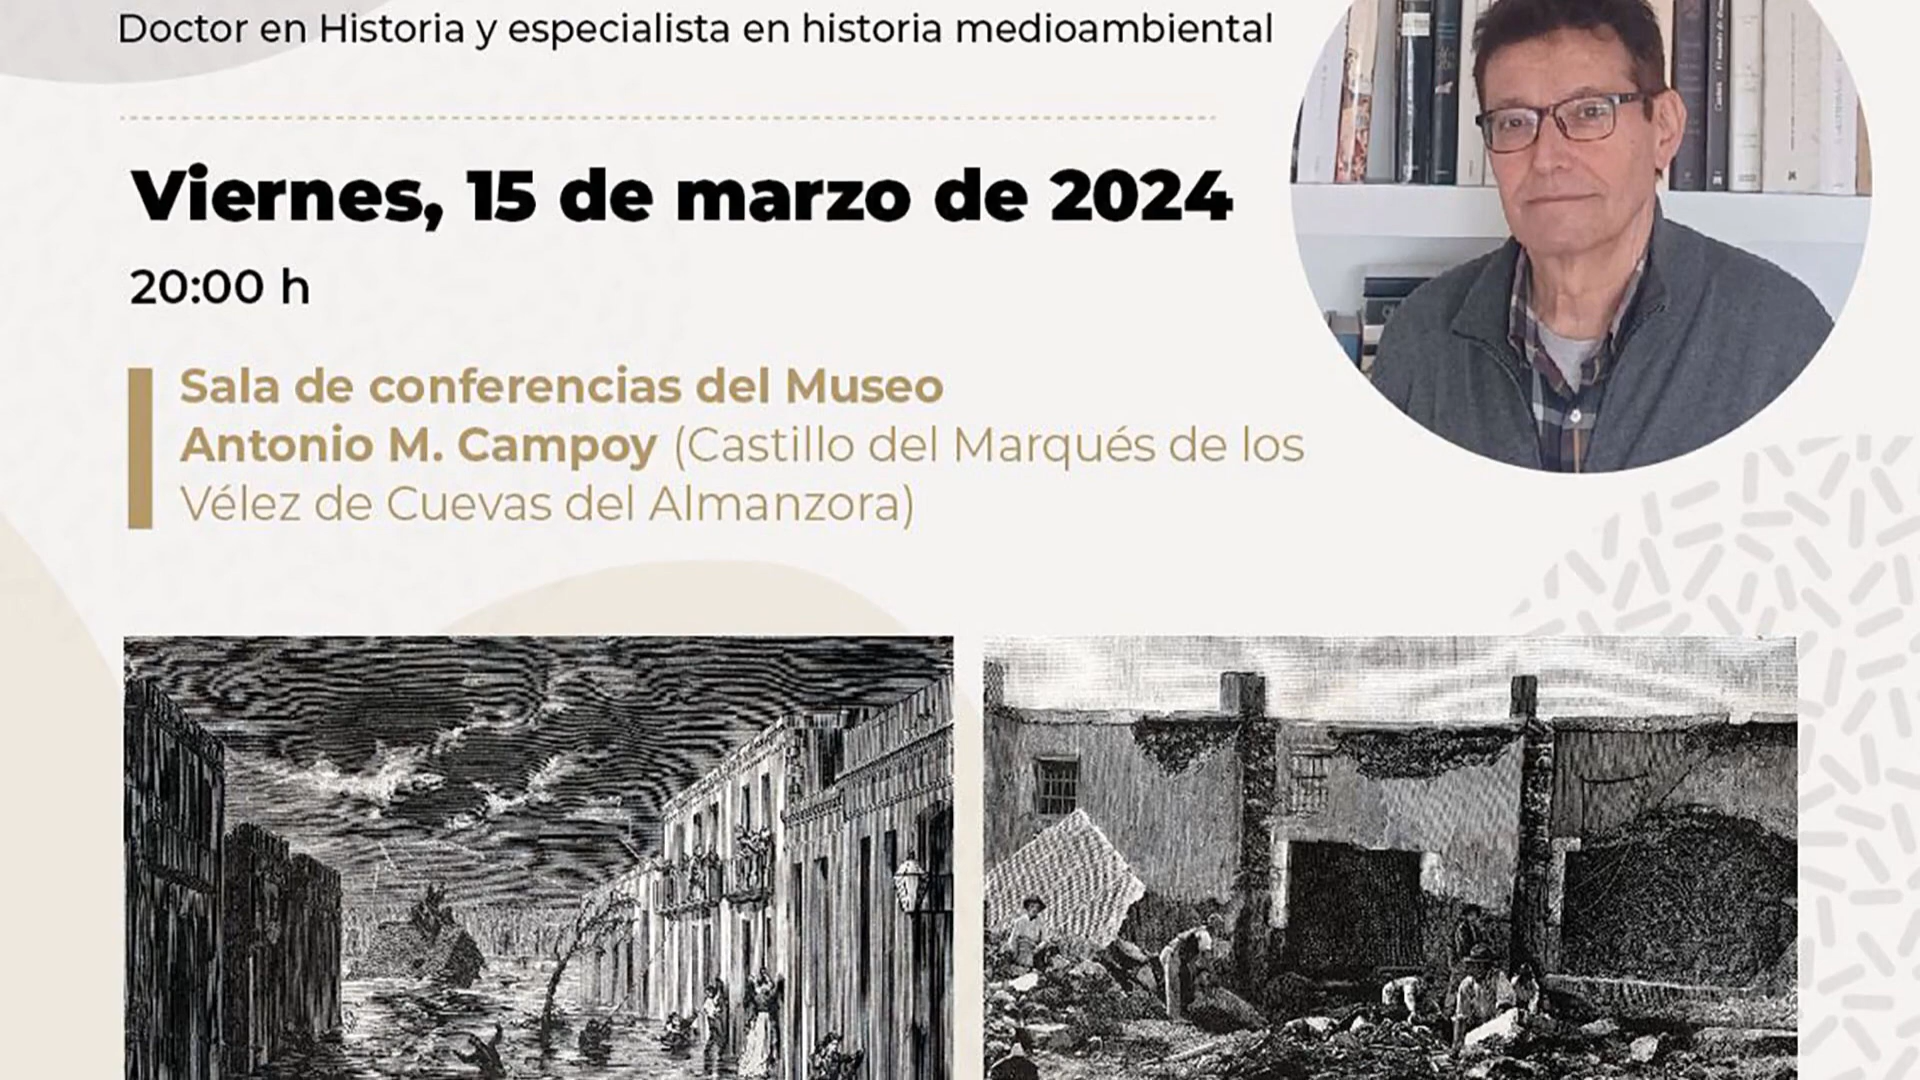 Doctor en Historia y especialista en historia medioambiental
Viernes, 15 de marzo de 2024
20:00 h
Sala de conferencias del Museo
Antonio M. Campoy (Castillo del Marqués de los
Vélez de Cuevas del Almanzora)